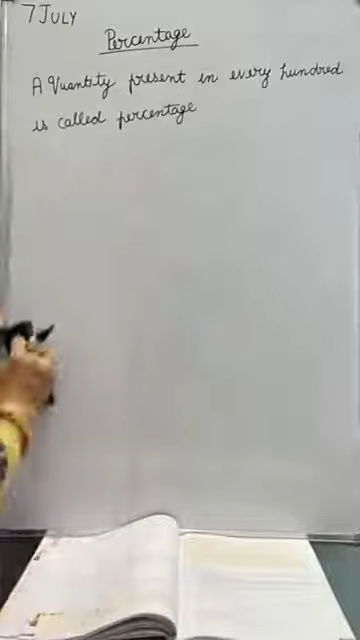 7 JULY
Percentage
A Quantity present in every hundred
is called percentage